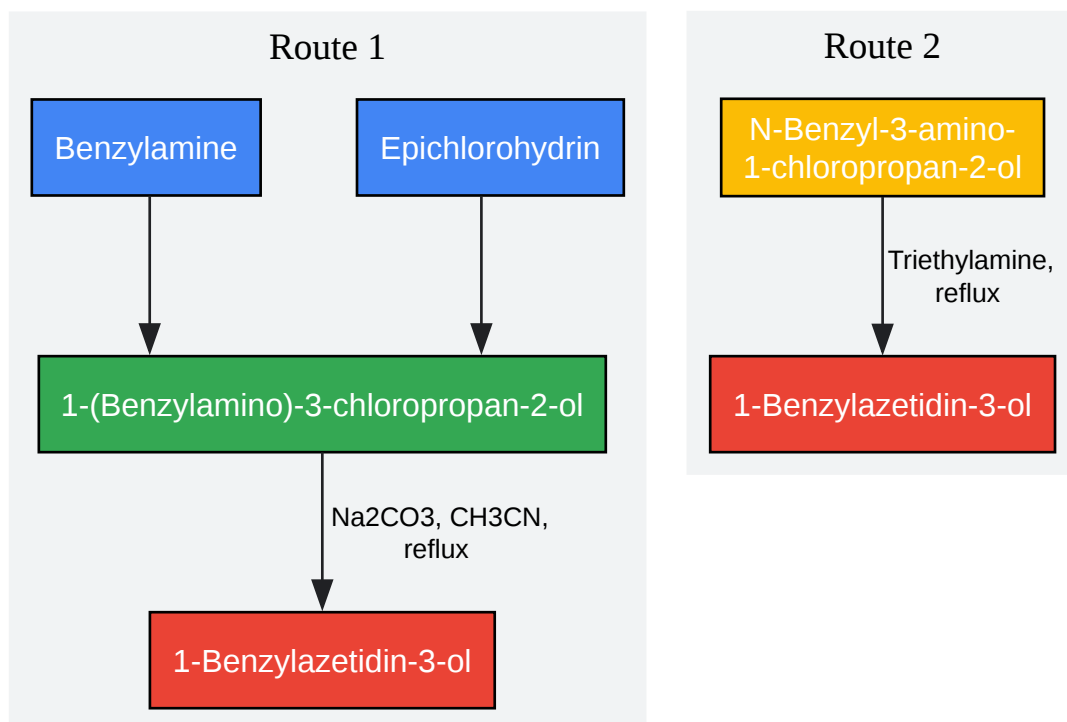 Route 1
Benzylamine
Epichlorohydrin
1-(Benzylamino)-3-chloropropan-2-ol
Na2CO3, CH3CN,
reflux
1-Benzylazetidin-3-ol
Route 2
N-Benzyl-3-amino-
1-chloropropan-2-ol
Triethylamine,
reflux
1-Benzylazetidin-3-ol